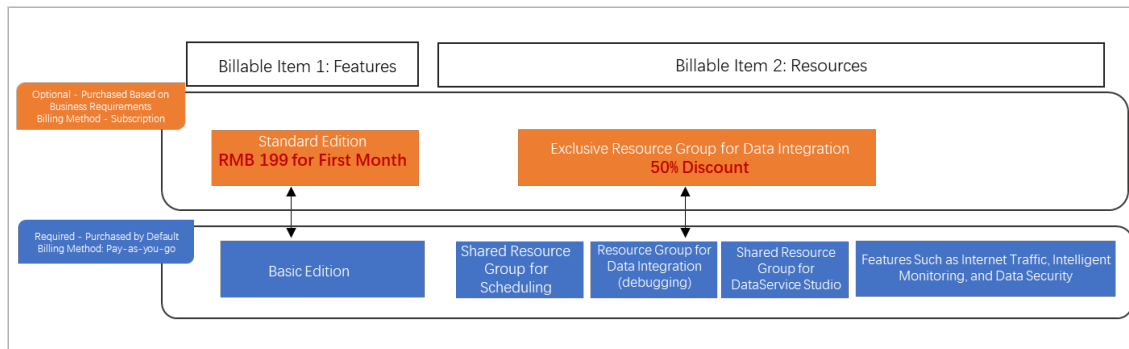 Billable Item 1: Features
Billable Item 2: Resources
Optional - Purchased Based on
Business Requirements
Billing Method - Subscription
Standard Edition
RMB 199 for First Month
Exclusive Resource Group for Data Integration
50% Discount
Required - Purchased by Default
Billing Method: Pay-as-you-go
Basic Edition
Shared Resource
Group for
Scheduling
Resource Group for
Data Integration
(debugging)
Shared Resource
Group for
DataService Studio
Features Such as Internet Traffic, Intelligent
Monitoring, and Data Security